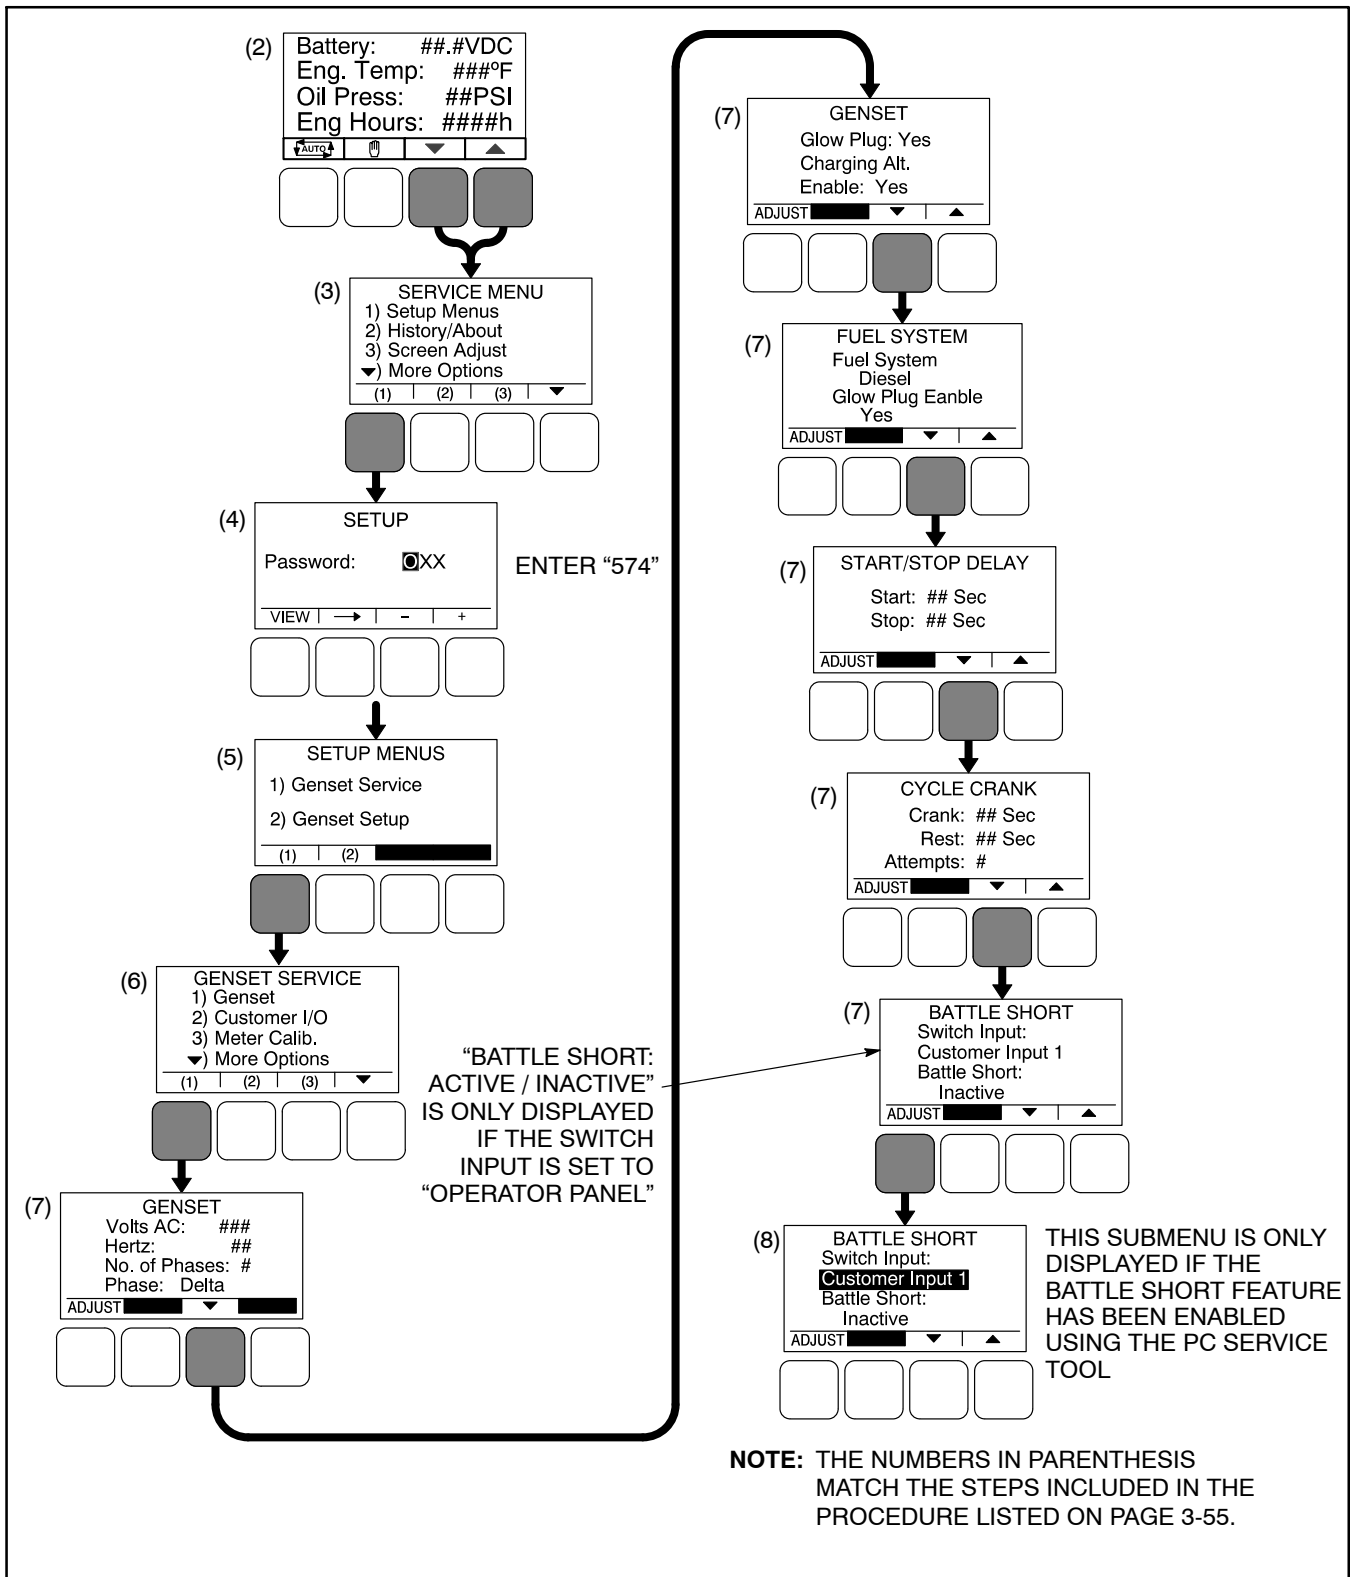 (2)
Battery: ##.#VDC
Eng. Temp: ###ºF
Oil Press: ##PSI
Eng Hours: ####h
AUTO
(3)
SERVICE MENU
1) Setup Menus
2) History/About
3) Screen Adjust
▼) More Options
(1) (2) (3) ▼
(4)
SETUP
Password: 0XX
VIEW → - +
ENTER “574”
(5)
SETUP MENUS
1) Genset Service
2) Genset Setup
(1) (2)
(6)
GENSET SERVICE
1) Genset
2) Customer I/O
3) Meter Calib.
▼) More Options
(1) (2) (3) ▼
(7)
GENSET
Volts AC: ###
Hertz: ##
No. of Phases: #
Phase: Delta
ADJUST ▼
(7)
GENSET
Glow Plug: Yes
Charging Alt.
Enable: Yes
ADJUST ▼ ▲
(7)
FUEL SYSTEM
Fuel System
Diesel
Glow Plug Eanble
Yes
ADJUST ▼ ▲
(7)
START/STOP DELAY
Start: ## Sec
Stop: ## Sec
ADJUST ▼ ▲
(7)
CYCLE CRANK
Crank: ## Sec
Rest: ## Sec
Attempts: #
ADJUST ▼ ▲
“BATTLE SHORT:
ACTIVE / INACTIVE”
IS ONLY DISPLAYED
IF THE SWITCH
INPUT IS SET TO
“OPERATOR PANEL”
(7)
BATTLE SHORT
Switch Input:
Customer Input 1
Battle Short:
Inactive
ADJUST ▼ ▲
(8)
BATTLE SHORT
Switch Input:
Customer Input 1
Battle Short:
Inactive
ADJUST ▼ ▲
THIS SUBMENU IS ONLY
DISPLAYED IF THE
BATTLE SHORT FEATURE
HAS BEEN ENABLED
USING THE PC SERVICE
TOOL
NOTE: THE NUMBERS IN PARENTHESIS
MATCH THE STEPS INCLUDED IN THE
PROCEDURE LISTED ON PAGE 3-55.